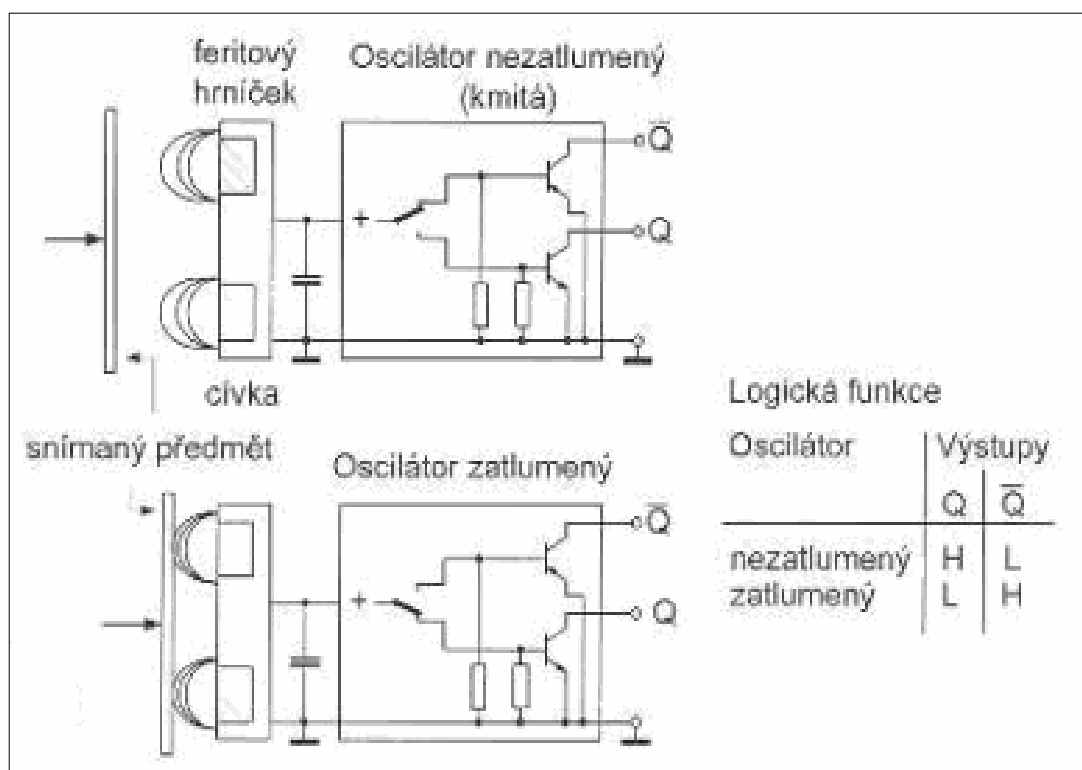 feritový
hrníček
Oscilátor nezatlumený
(kmitá)
Q̅
+
Q
cívka
snímaný předmět
Oscilátor zatlumený
Q̅
+
Q
Logická funkce
Oscilátor Výstupy
Q Q̅
nezatlumený H L
zatlumený L H